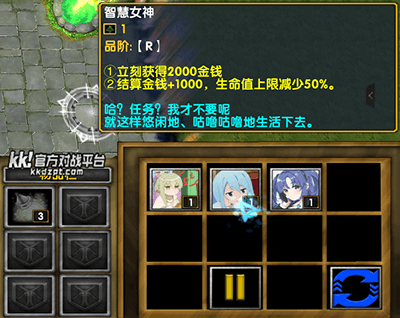 智慧女神
1
品阶:【R】
①立刻获得2000金钱
②结算金钱+1000，生命值上限减少50%。
哈？任务？我才不要呢
就这样悠闲地、咕噜咕噜地生活下去。
kk!官方对战平台
kkdzpt.com
物品栏
3
1
1